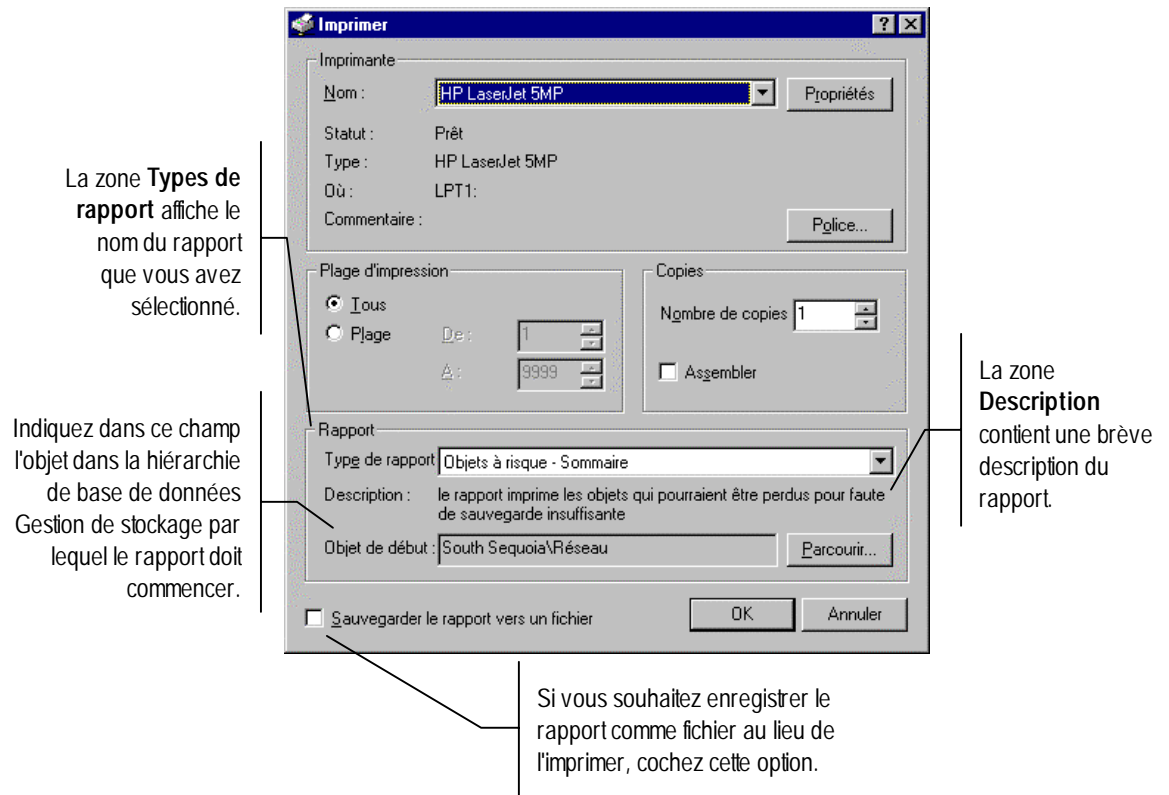 Imprimer
Imprimante
Nom :
HP LaserJet 5MP
Propriétés
Statut :
Prêt
Type :
HP LaserJet 5MP
Où :
LPT1:
Commentaire :
Police...
Plage d'impression
Tous
Plage
De :
1
A :
9999
Copies
Nombre de copies
1
Assembler
Rapport
Type de rapport
Objets à risque - Sommaire
Description :
le rapport imprime les objets qui pourraient être perdus pour faute
de sauvegarde insuffisante
Objet de début :
South Sequoia\Réseau
Parcourir...
Sauvegarder le rapport vers un fichier
OK
Annuler
La zone Types de
rapport affiche le
nom du rapport
que vous avez
sélectionné.
Indiquez dans ce champ
l'objet dans la hiérarchie
de base de données
Gestion de stockage par
lequel le rapport doit
commencer.
La zone
Description
contient une brève
description du
rapport.
Si vous souhaitez enregistrer le
rapport comme fichier au lieu de
l'imprimer, cochez cette option.